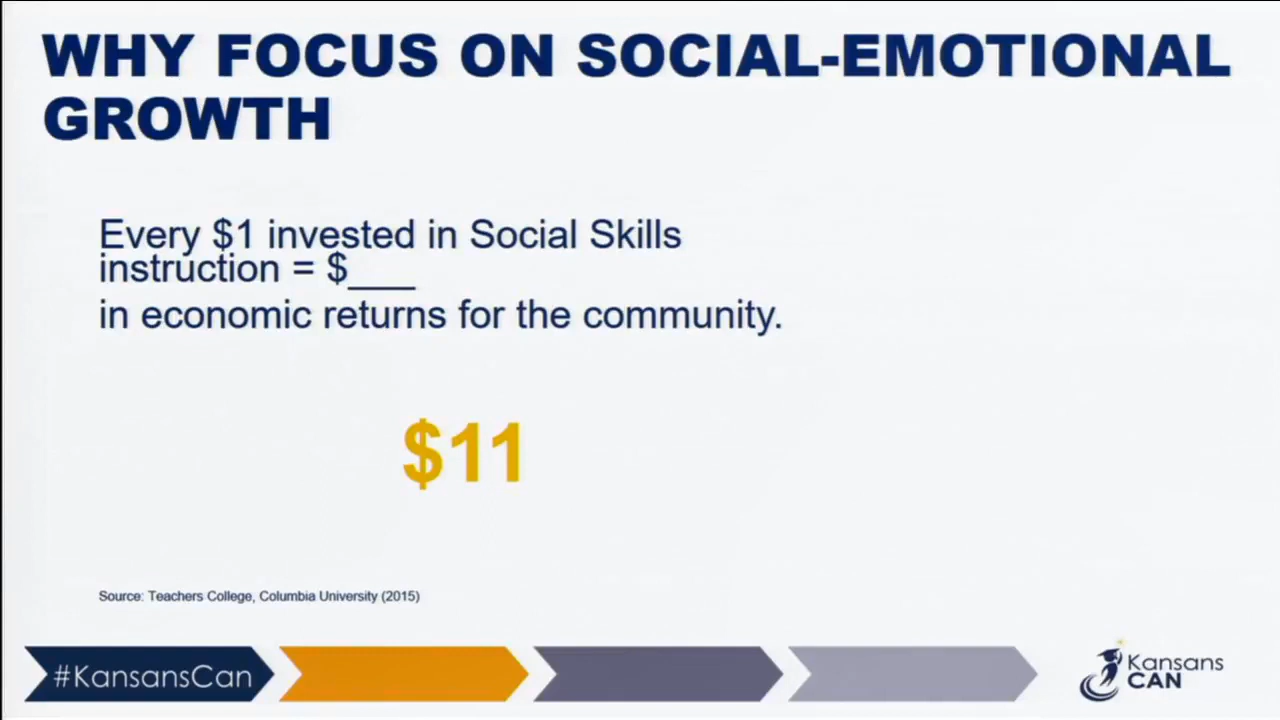 WHY FOCUS ON SOCIAL-EMOTIONAL
GROWTH
Every $1 invested in Social Skills
instruction = $___
in economic returns for the community.
$11
Source: Teachers College, Columbia University (2015)
#KansansCan
Kansans
CAN